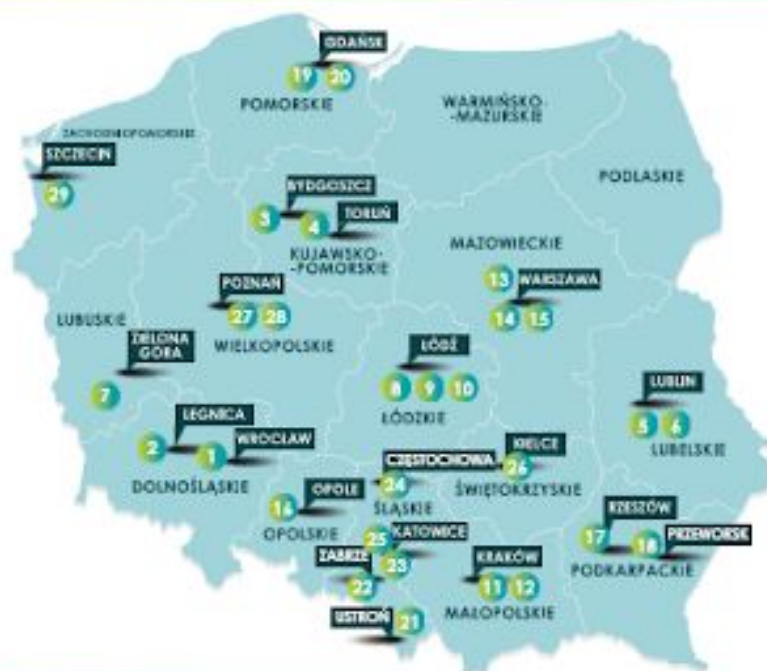 GDAŃSK
19 20
POMORSKIE
WARMIŃSKO-
-MAZURSKIE
ZACHODNIOPOMORSKIE
SZCZECIN
29
PODLASKIE
BYDGOSZCZ
3
4
TORUŃ
KUJAWSKO-
-POMORSKIE
MAZOWIECKIE
13
WARSZAWA
14 15
POZNAŃ
27 28
WIELKOPOLSKIE
LUBUSKIE
ZIELONA
GÓRA
7
ŁÓDŹ
8 9 10
ŁÓDZKIE
LUBLIN
5 6
LUBELSKIE
LEGNICA
2
1
WROCŁAW
DOLNOŚLĄSKIE
CZĘSTOCHOWA
24
ŚLĄSKIE
KIELCE
26
ŚWIĘTOKRZYSKIE
OPOLE
16
OPOLSKIE
25
KATOWICE
ZABRZE
23
22
KRAKÓW
11 12
MAŁOPOLSKIE
RZESZÓW
17
18
PRZEWORSK
PODKARPACKIE
USTROŃ
21